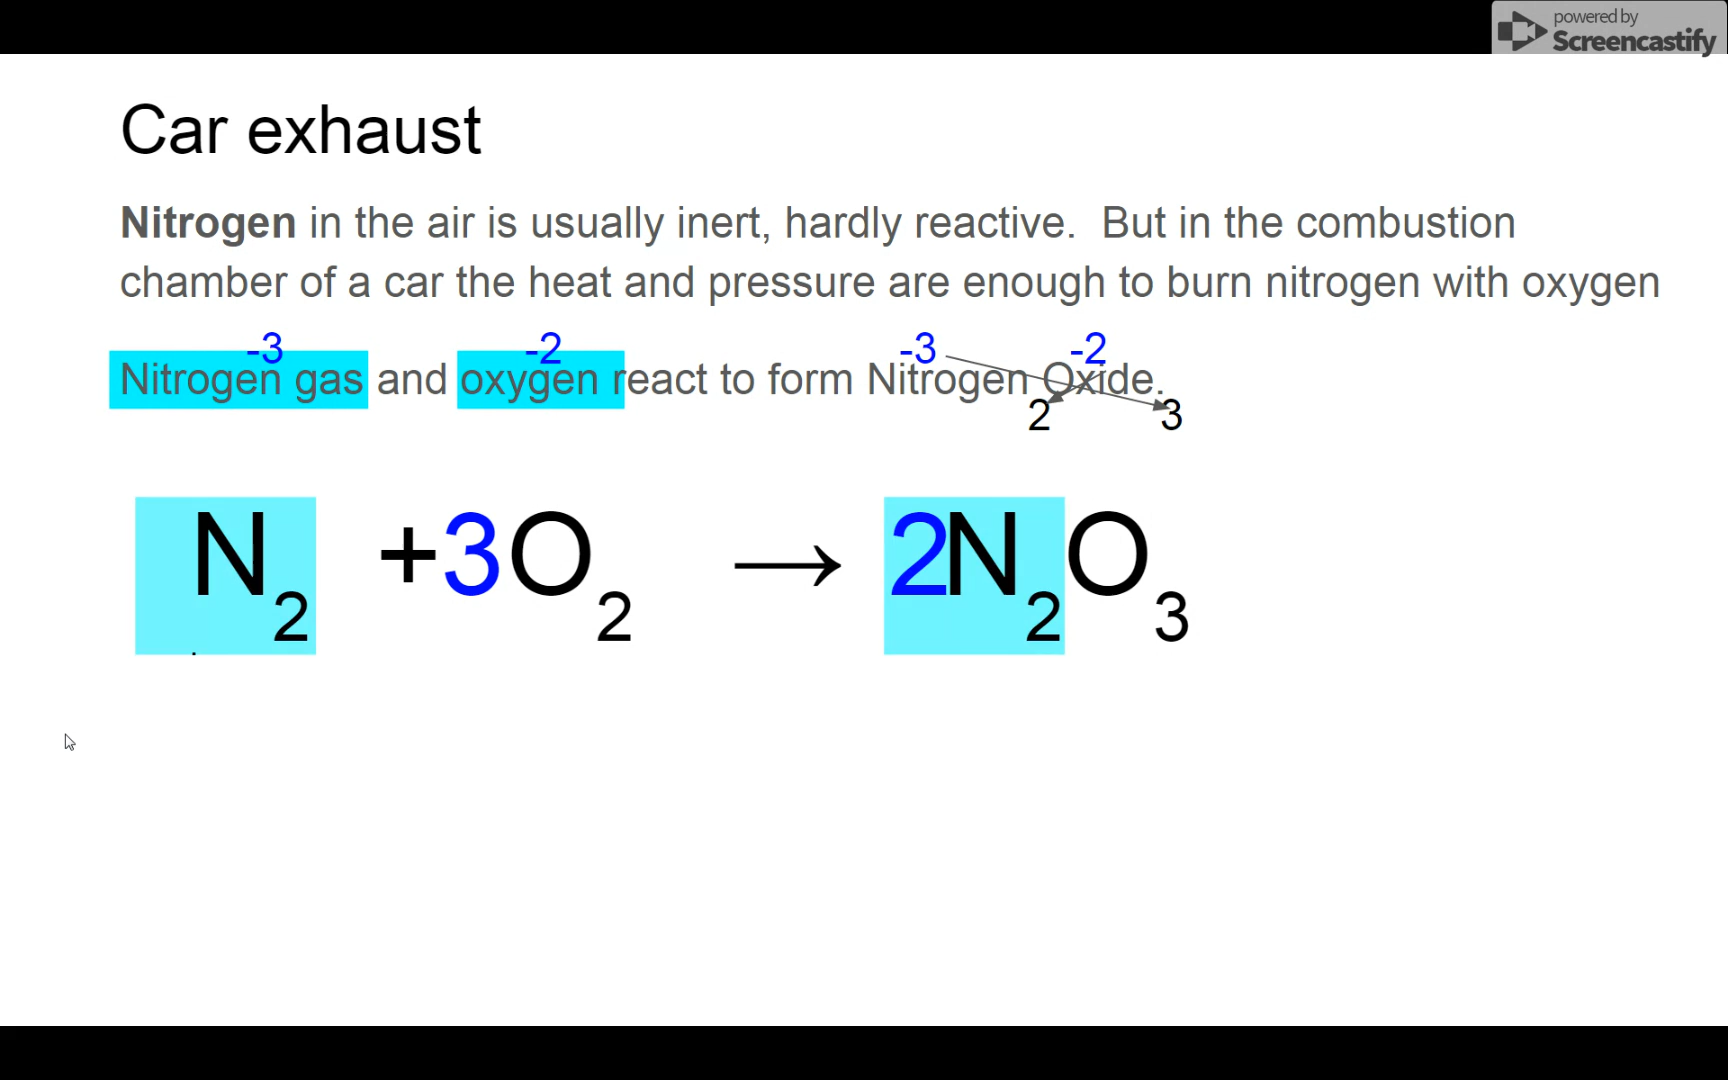 powered by
Screencastify
Car exhaust
Nitrogen in the air is usually inert, hardly reactive.  But in the combustion
chamber of a car the heat and pressure are enough to burn nitrogen with oxygen
-3 -2 -3 -2
Nitrogen gas and oxygen react to form Nitrogen Oxide.
2 3
N₂ +3O₂ → 2N₂O₃